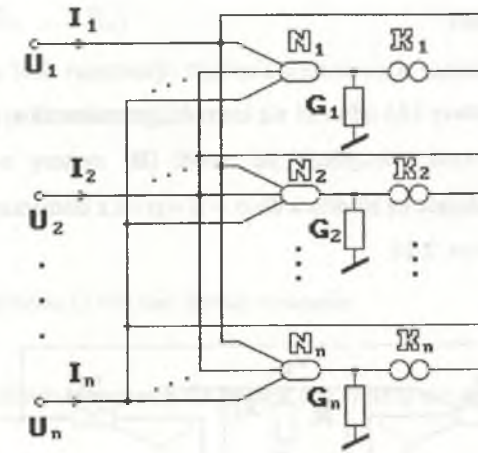 I₁ N₁ K₁
U₁ G₁
I₂ N₂ K₂
U₂ G₂
Iₙ Nₙ Kₙ
Uₙ Gₙ